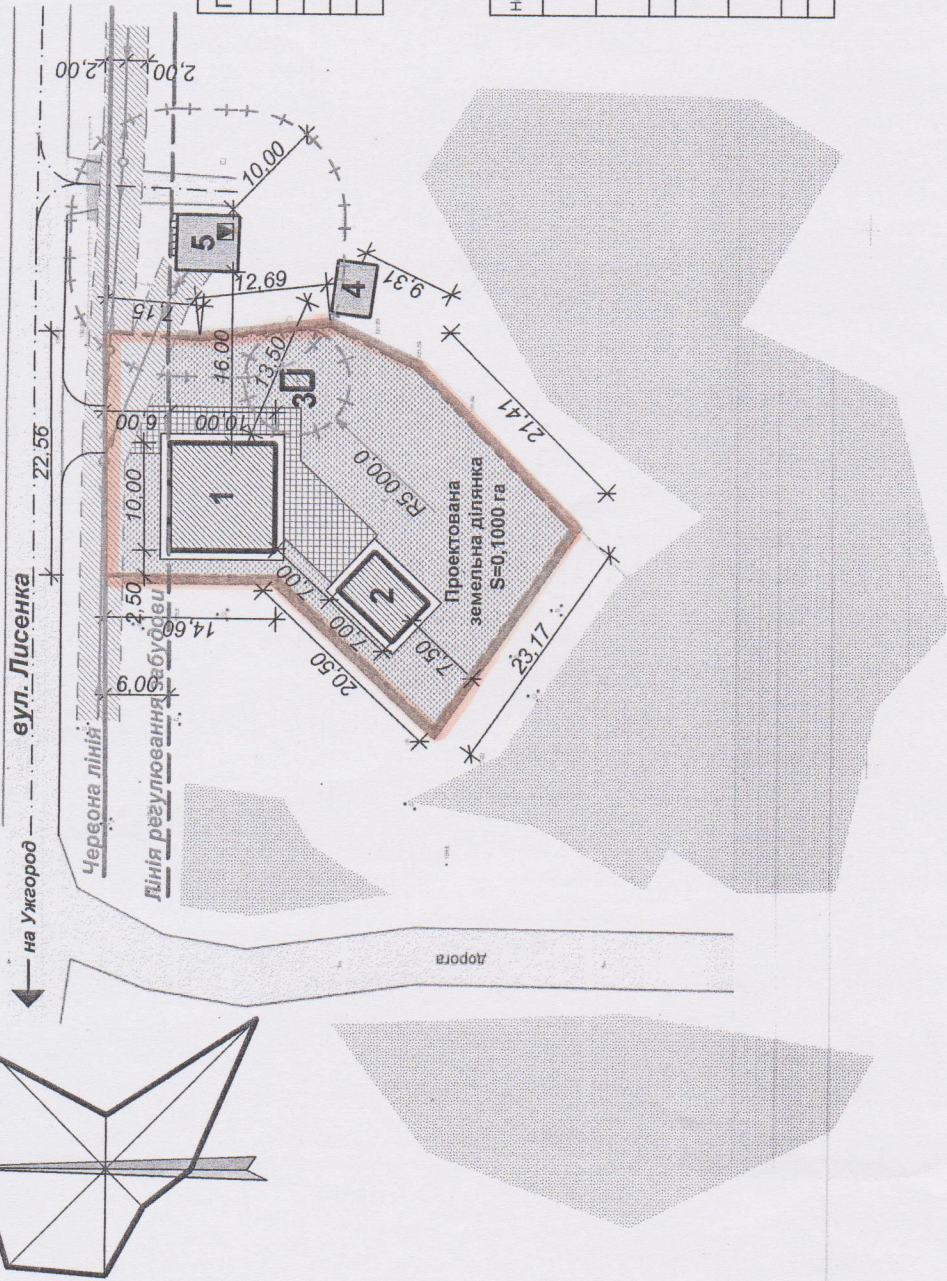 вул. Лисенка
на Ужгород
22,56
2,00
2,00
Червона лінія
Лінія регулювання забудови
6,00
14,60
2,50
10,00
6,00
10,00
7,15
16,00
12,69
13,50
10,00
9,31
1
2
3
4
5
7,00
7,00
7,50
20,50
R5 000,0
Проектована
земельна ділянка
S=0,1000 га
21,41
23,17
дорога
П
Н